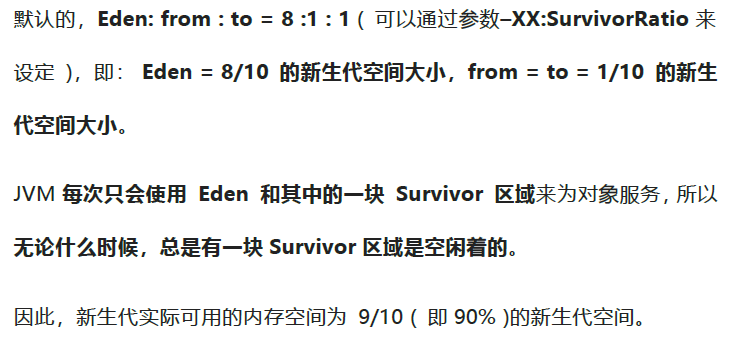 默认的，Eden: from : to = 8 :1 : 1 ( 可以通过参数–XX:SurvivorRatio 来
设定 )，即： Eden = 8/10 的新生代空间大小，from = to = 1/10 的新生
代空间大小。
JVM 每次只会使用 Eden 和其中的一块 Survivor 区域来为对象服务，所以
无论什么时候，总是有一块 Survivor 区域是空闲着的。
因此，新生代实际可用的内存空间为 9/10 ( 即 90% )的新生代空间。